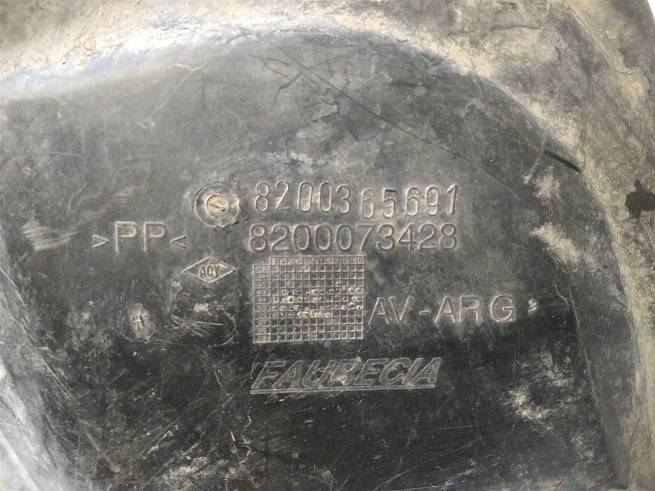 8200365691
>PP< 8200073428
ACY
AV-ARG
FAURECIA